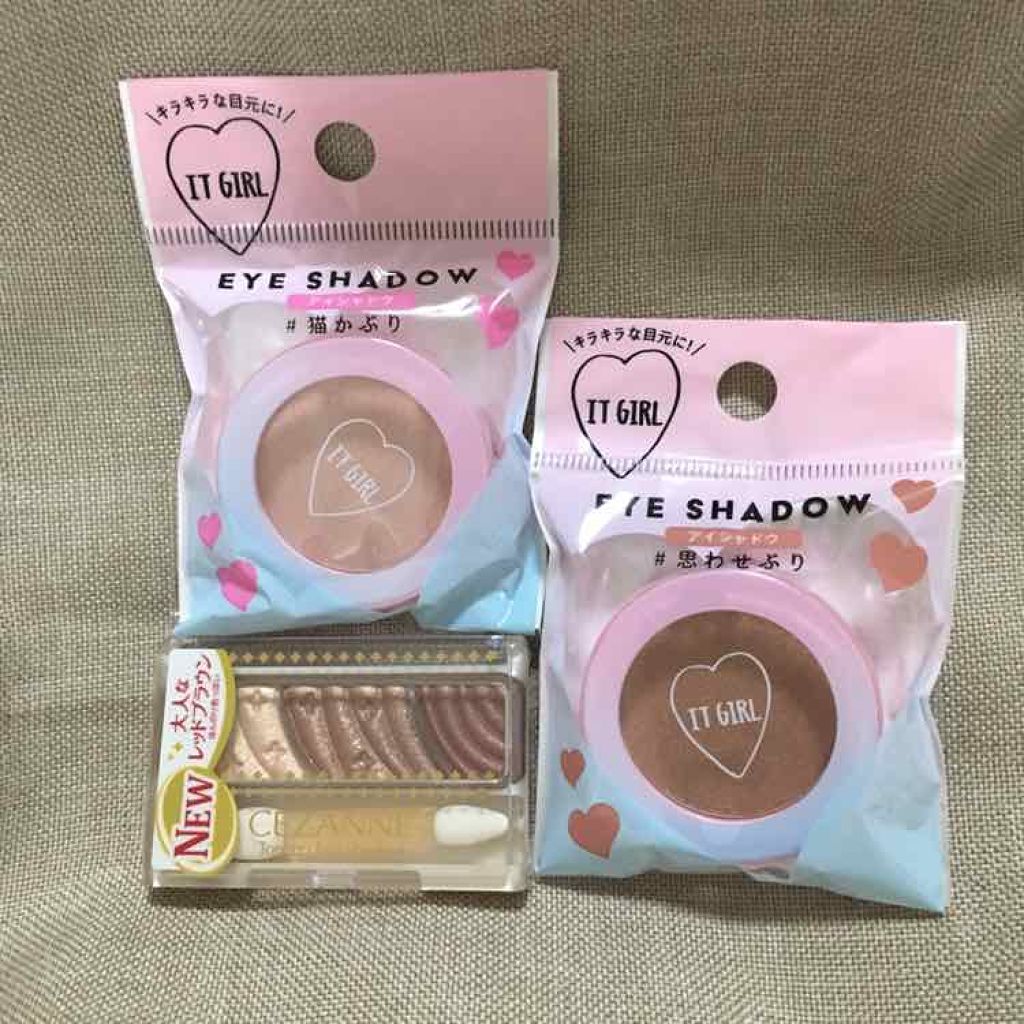 \キラキラな目元に!/
IT GIRL
EYE SHADOW
アイシャドウ
#猫かぶり
IT GIRL
\キラキラな目元に!/
IT GIRL
EYE SHADOW
アイシャドウ
#思わせぶり
IT GIRL
大人な
レッドブラウン
NEW
CEZANNE